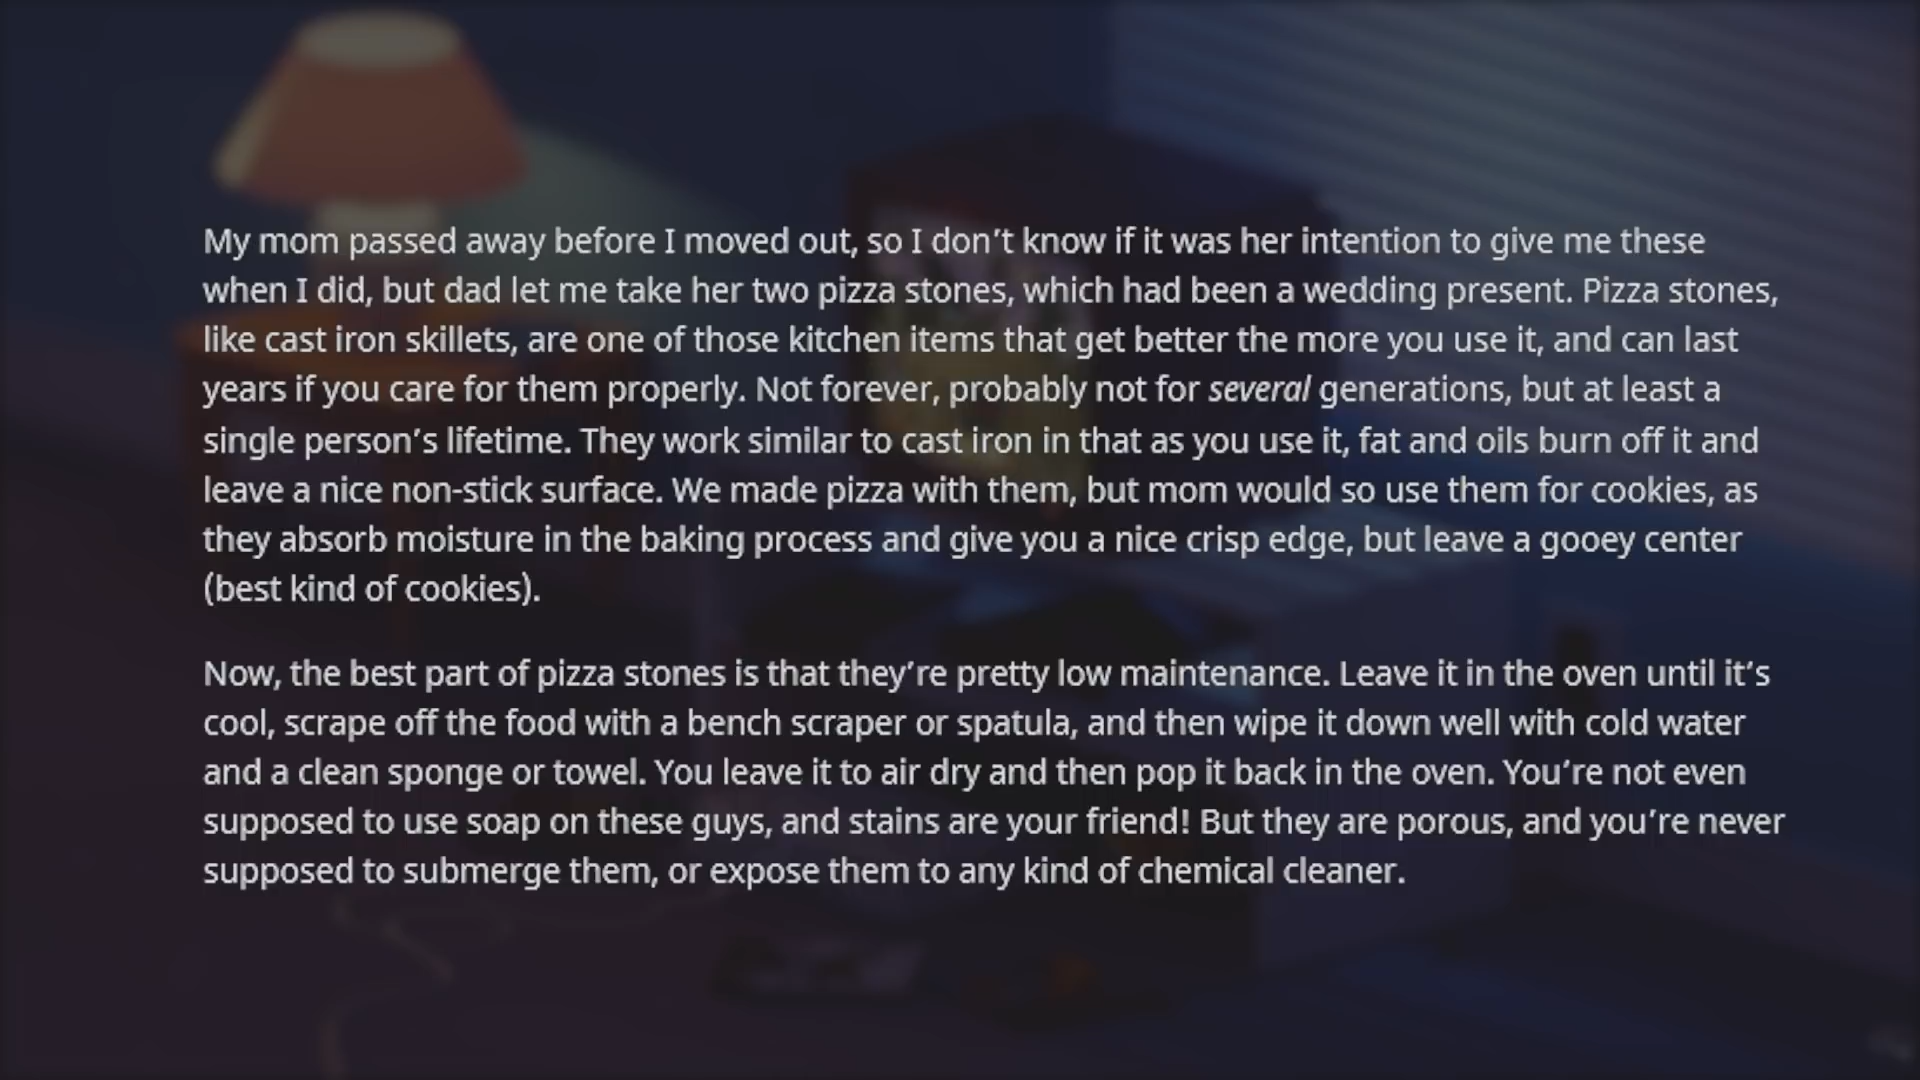 My mom passed away before I moved out, so I don’t know if it was her intention to give me these
when I did, but dad let me take her two pizza stones, which had been a wedding present. Pizza stones,
like cast iron skillets, are one of those kitchen items that get better the more you use it, and can last
years if you care for them properly. Not forever, probably not for several generations, but at least a
single person’s lifetime. They work similar to cast iron in that as you use it, fat and oils burn off it and
leave a nice non-stick surface. We made pizza with them, but mom would so use them for cookies, as
they absorb moisture in the baking process and give you a nice crisp edge, but leave a gooey center
(best kind of cookies).
Now, the best part of pizza stones is that they’re pretty low maintenance. Leave it in the oven until it’s
cool, scrape off the food with a bench scraper or spatula, and then wipe it down well with cold water
and a clean sponge or towel. You leave it to air dry and then pop it back in the oven. You’re not even
supposed to use soap on these guys, and stains are your friend! But they are porous, and you’re never
supposed to submerge them, or expose them to any kind of chemical cleaner.